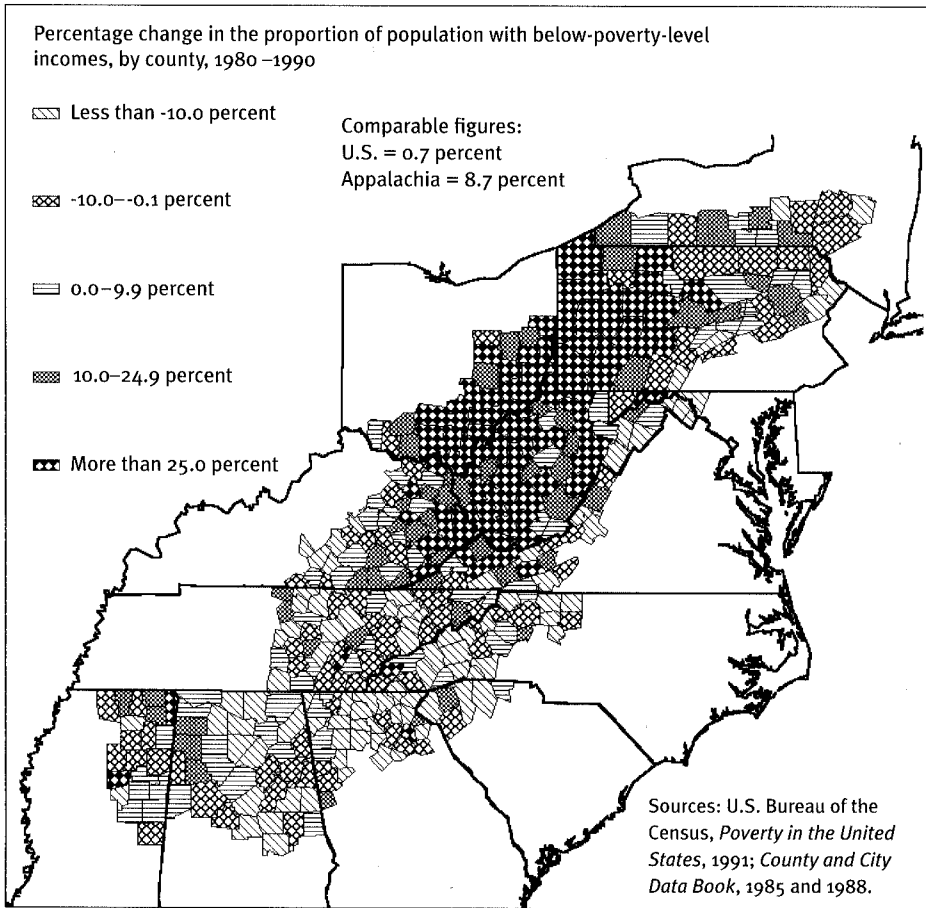 Percentage change in the proportion of population with below-poverty-level
incomes, by county, 1980–1990
Less than -10.0 percent
-10.0–-0.1 percent
0.0–9.9 percent
10.0–24.9 percent
More than 25.0 percent
Comparable figures:
U.S. = 0.7 percent
Appalachia = 8.7 percent
Sources: U.S. Bureau of the
Census, Poverty in the United
States, 1991; County and City
Data Book, 1985 and 1988.